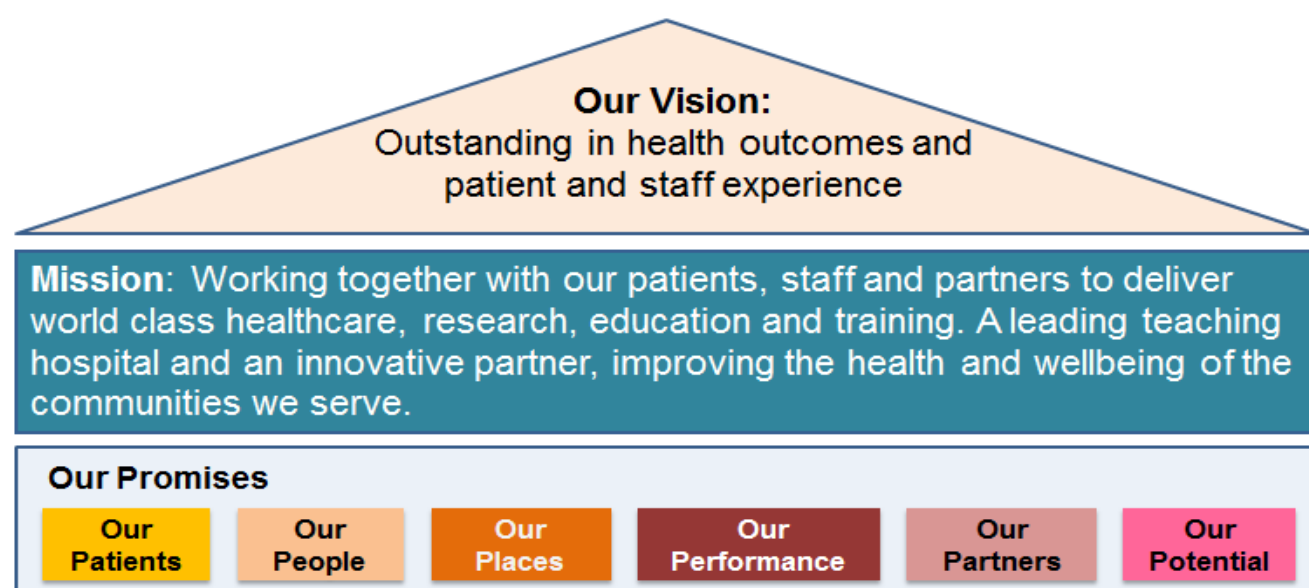 Our Vision:
Outstanding in health outcomes and
patient and staff experience
Mission: Working together with our patients, staff and partners to deliver
world class healthcare, research, education and training. A leading teaching
hospital and an innovative partner, improving the health and wellbeing of the
communities we serve.
Our Promises
Our
Patients
Our
People
Our
Places
Our
Performance
Our
Partners
Our
Potential